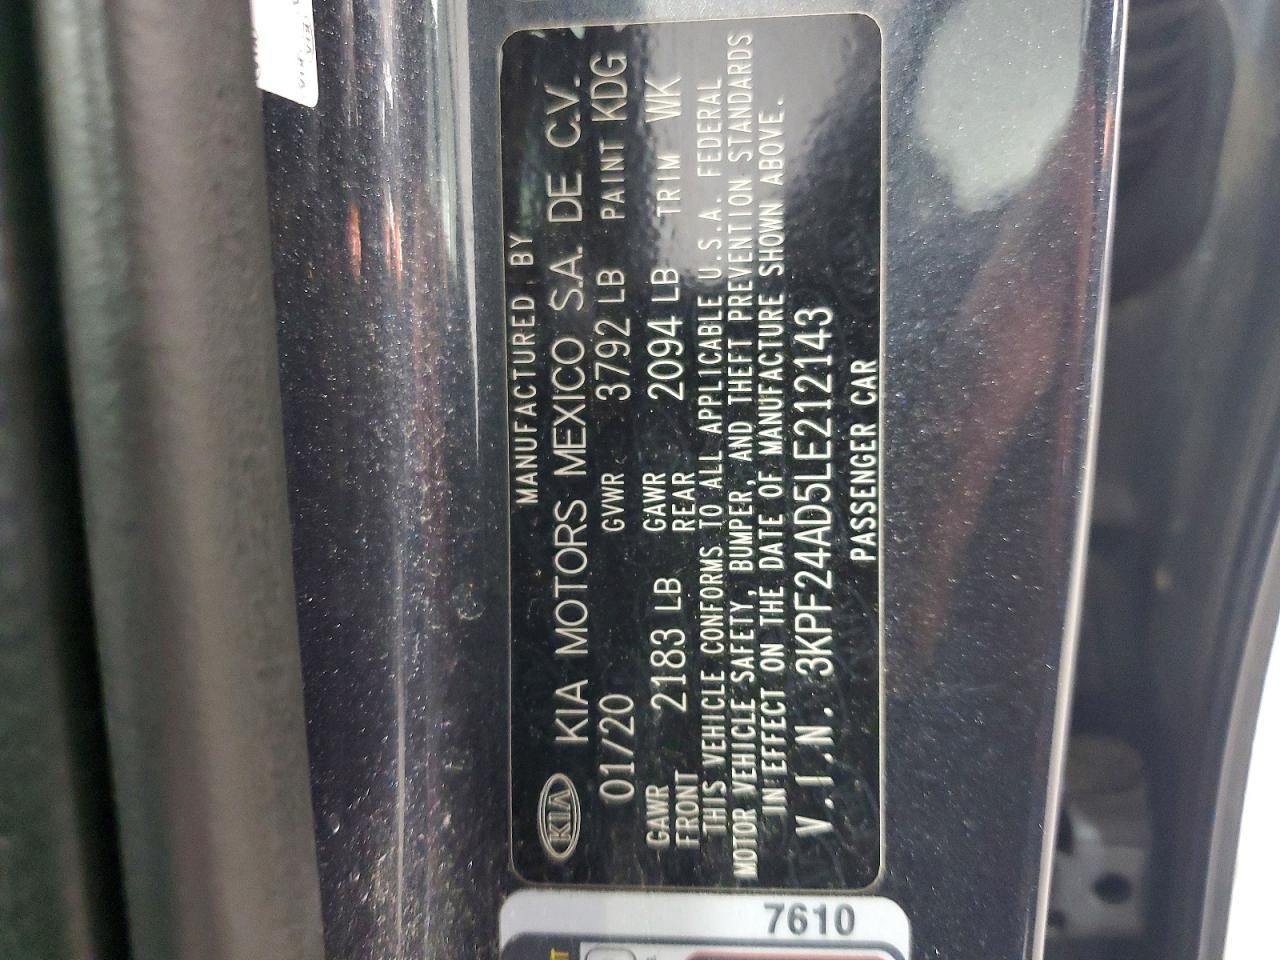 MANUFACTURED BY
KIA KIA MOTORS MEXICO S.A. DE C.V.
01/20 GVWR 3792 LB PAINT KDG
GAWR FRONT 2183 LB GAWR REAR 2094 LB TRIM WK
THIS VEHICLE CONFORMS TO ALL APPLICABLE U.S.A. FEDERAL
MOTOR VEHICLE SAFETY, BUMPER, AND THEFT PREVENTION STANDARDS
IN EFFECT ON THE DATE OF MANUFACTURE SHOWN ABOVE.
V.I.N. 3KPF24AD5LE212143
PASSENGER CAR
7610